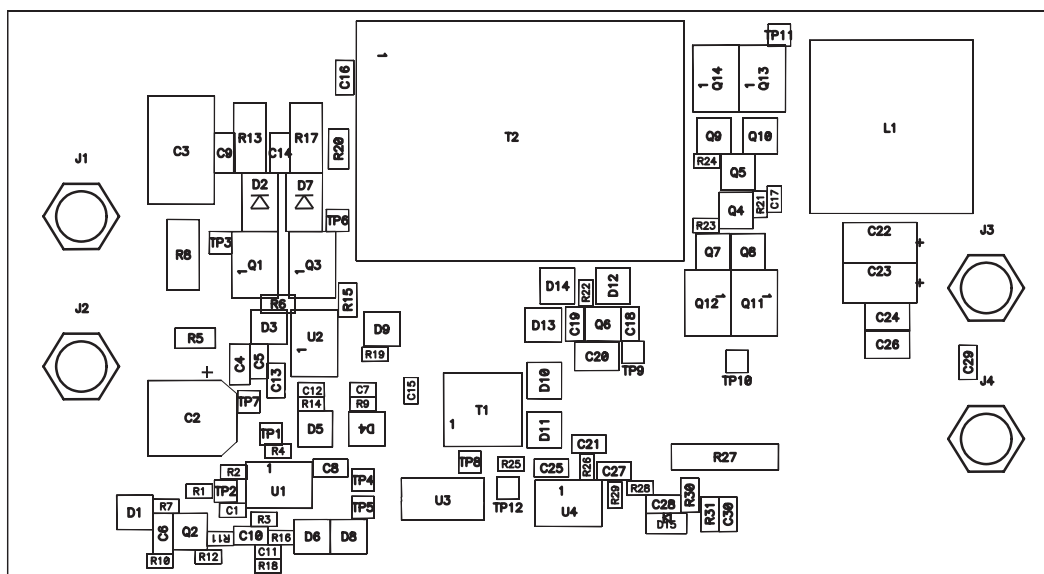 TP11
1
C16
1 Q14
1 Q13
T2
L1
C3
C9
R13
C14
R17
R20
Q9
Q10
J1
R24
Q5
D2
D7
R21
C17
Q4
TP6
R23
C22 +
J3
TP3
R8
1 Q1
1 Q3
Q7
Q8
C23 +
D14
R22
D12
Q12 1
Q11 1
R6
R15
J2
D3
U2
1
D9
D13
C19
Q6
C18
C24
R5
C4
C5
R19
C20
TP9
TP10
C26
C29
+
C13
C12
C7
C15
D10
J4
C2
TP7
R14
R9
T1
1
TP1
D5
D4
D11
R4
C21
R27
R2
1
C8
TP8
R25
C25
R26
C27
R1
TP2
U1
TP4
U3
TP12
1
U4
R29
R28
R30
D1
R7
C1
TP5
C28
R31
C30
C6
Q2
R3
D15
R11
C10
R16
D6
D8
R10
R12
C11
R18